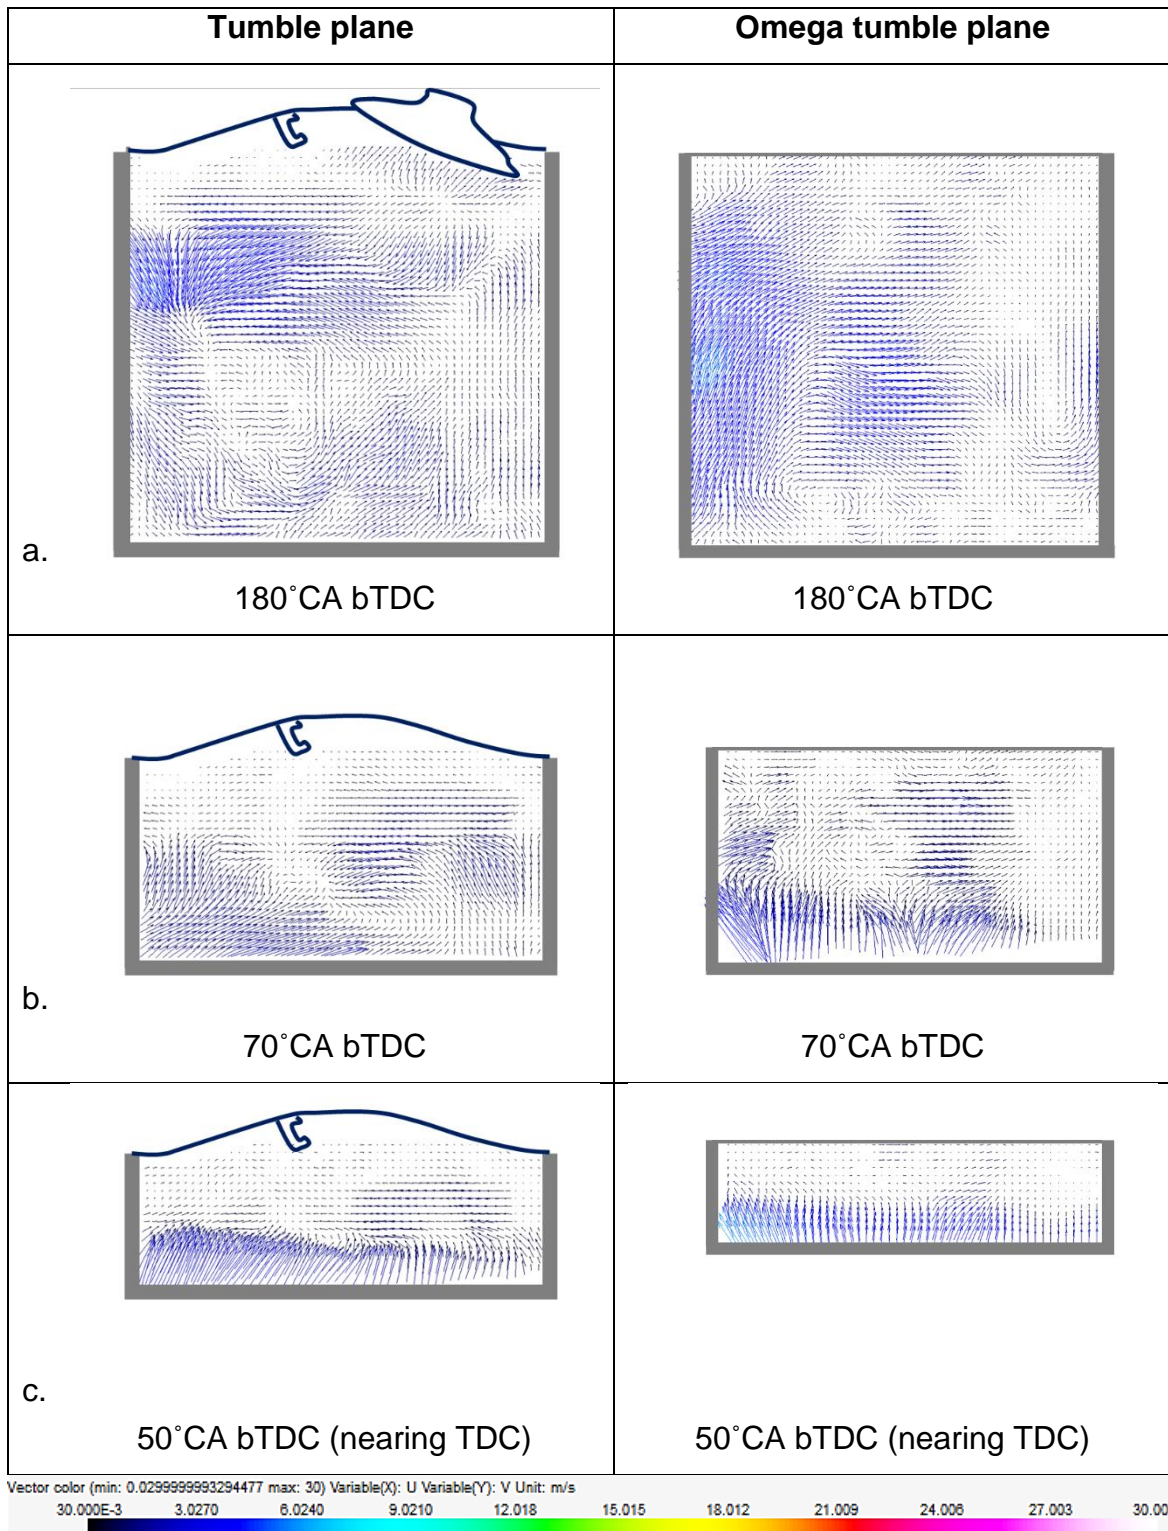 Tumble plane
Omega tumble plane
a.
180˚CA bTDC
180˚CA bTDC
b.
70˚CA bTDC
70˚CA bTDC
c.
50˚CA bTDC (nearing TDC)
50˚CA bTDC (nearing TDC)
Vector color (min: 0.0299999993294477 max: 30) Variable(X): U Variable(Y): V Unit: m/s
30.000E-3 3.0270 6.0240 9.0210 12.018 15.015 18.012 21.009 24.006 27.003 30.00